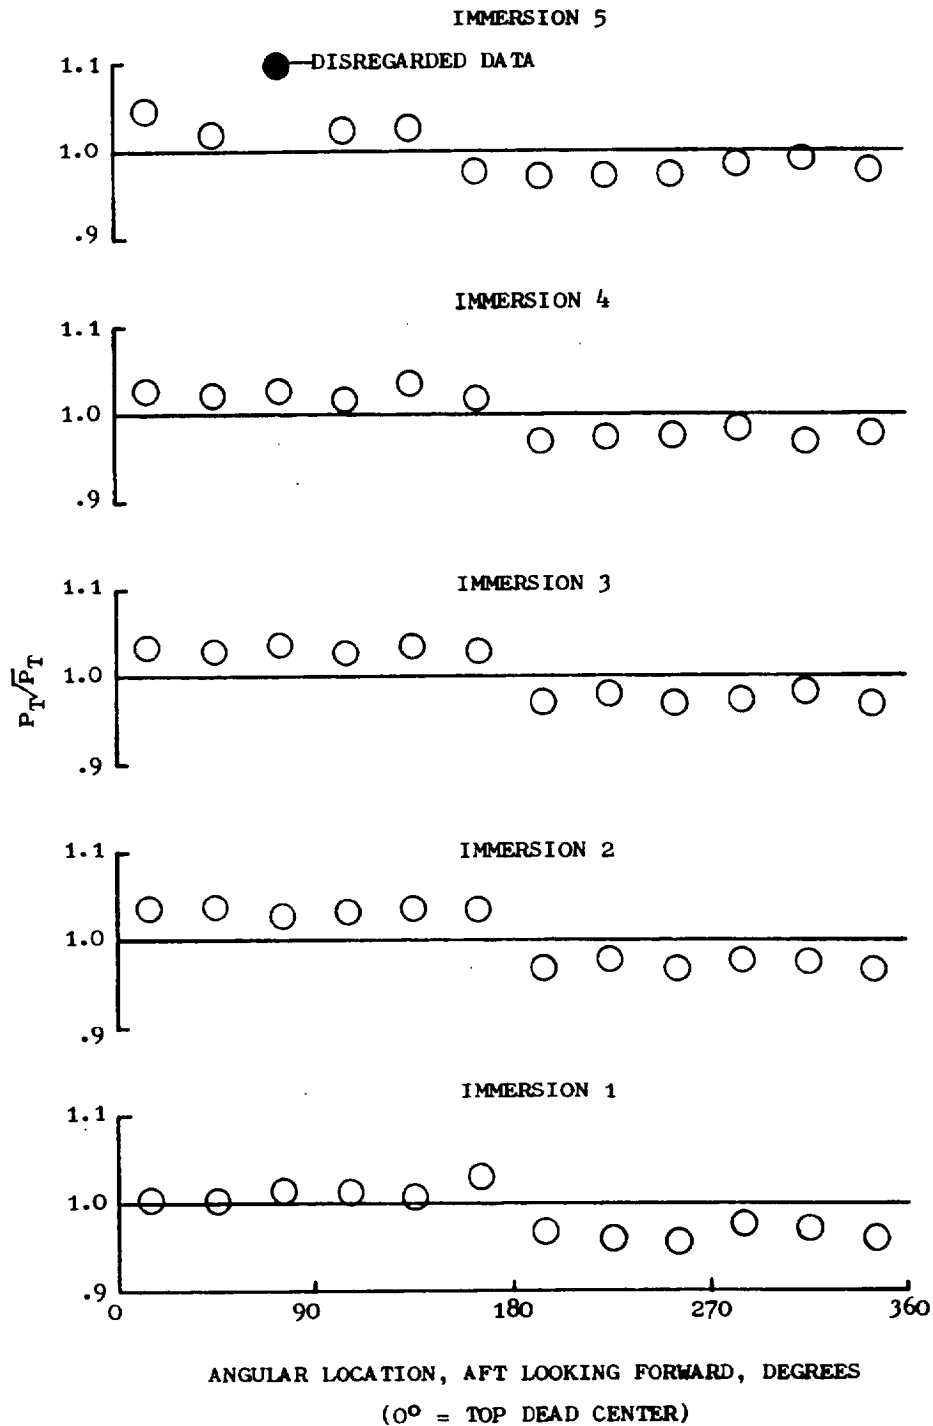 IMMERSION 5
DISREGARDED DATA
1.1
1.0
.9
IMMERSION 4
1.1
1.0
.9
IMMERSION 3
1.1
1.0
.9
P_T/P̅_T
IMMERSION 2
1.1
1.0
.9
IMMERSION 1
1.1
1.0
.9
0 90 180 270 360
ANGULAR LOCATION, AFT LOOKING FORWARD, DEGREES
(0° = TOP DEAD CENTER)